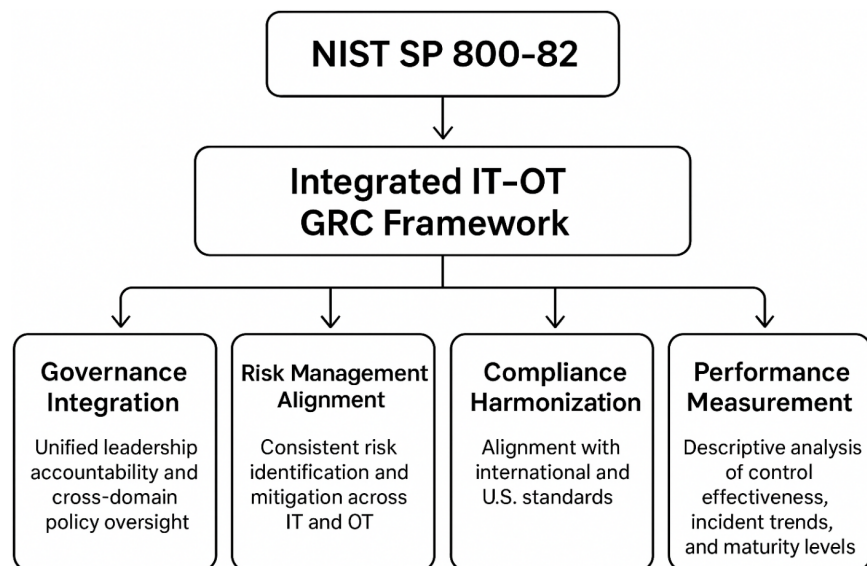 NIST SP 800-82
Integrated IT–OT
GRC Framework
Governance
Integration
Unified leadership
accountability and
cross-domain
policy oversight
Risk Management
Alignment
Consistent risk
identification and
mitigation across
IT and OT
Compliance
Harmonization
Alignment with
international and
U.S. standards
Performance
Measurement
Descriptive analysis
of control
effectiveness,
incident trends,
and maturity levels